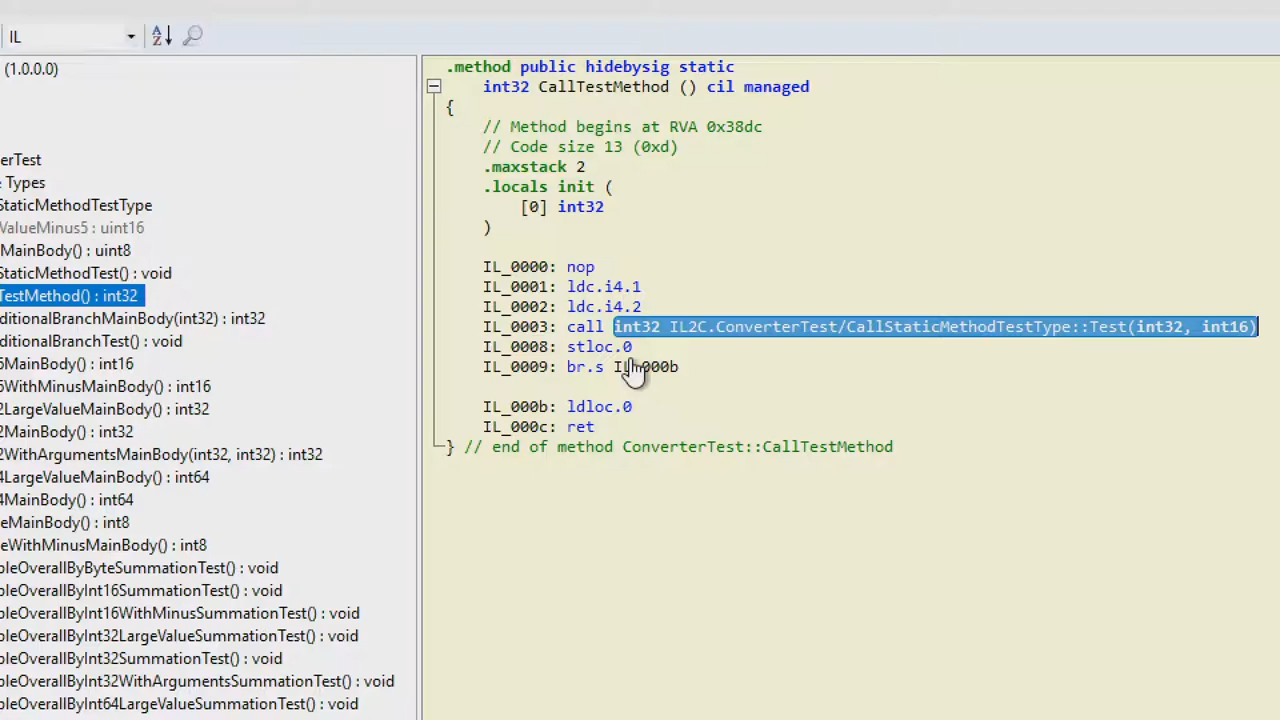 IL
(1.0.0.0)
erTest
Types
StaticMethodTestType
ValueMinus5 : uint16
MainBody() : uint8
StaticMethodTest() : void
TestMethod() : int32
ditionalBranchMainBody(int32) : int32
ditionalBranchTest() : void
6MainBody() : int16
6WithMinusMainBody() : int16
2LargeValueMainBody() : int32
2MainBody() : int32
2WithArgumentsMainBody(int32, int32) : int32
4LargeValueMainBody() : int64
4MainBody() : int64
eMainBody() : int8
eWithMinusMainBody() : int8
oleOverallByByteSummationTest() : void
oleOverallByInt16SummationTest() : void
oleOverallByInt16WithMinusSummationTest() : void
oleOverallByInt32LargeValueSummationTest() : void
oleOverallByInt32SummationTest() : void
oleOverallByInt32WithArgumentsSummationTest() : void
oleOverallByInt64LargeValueSummationTest() : void
.method public hidebysig static
int32 CallTestMethod () cil managed
{
// Method begins at RVA 0x38dc
// Code size 13 (0xd)
.maxstack 2
.locals init (
[0] int32
)
IL_0000: nop
IL_0001: ldc.i4.1
IL_0002: ldc.i4.2
IL_0003: call int32 IL2C.ConverterTest/CallStaticMethodTestType::Test(int32, int16)
IL_0008: stloc.0
IL_0009: br.s IL_000b
IL_000b: ldloc.0
IL_000c: ret
} // end of method ConverterTest::CallTestMethod